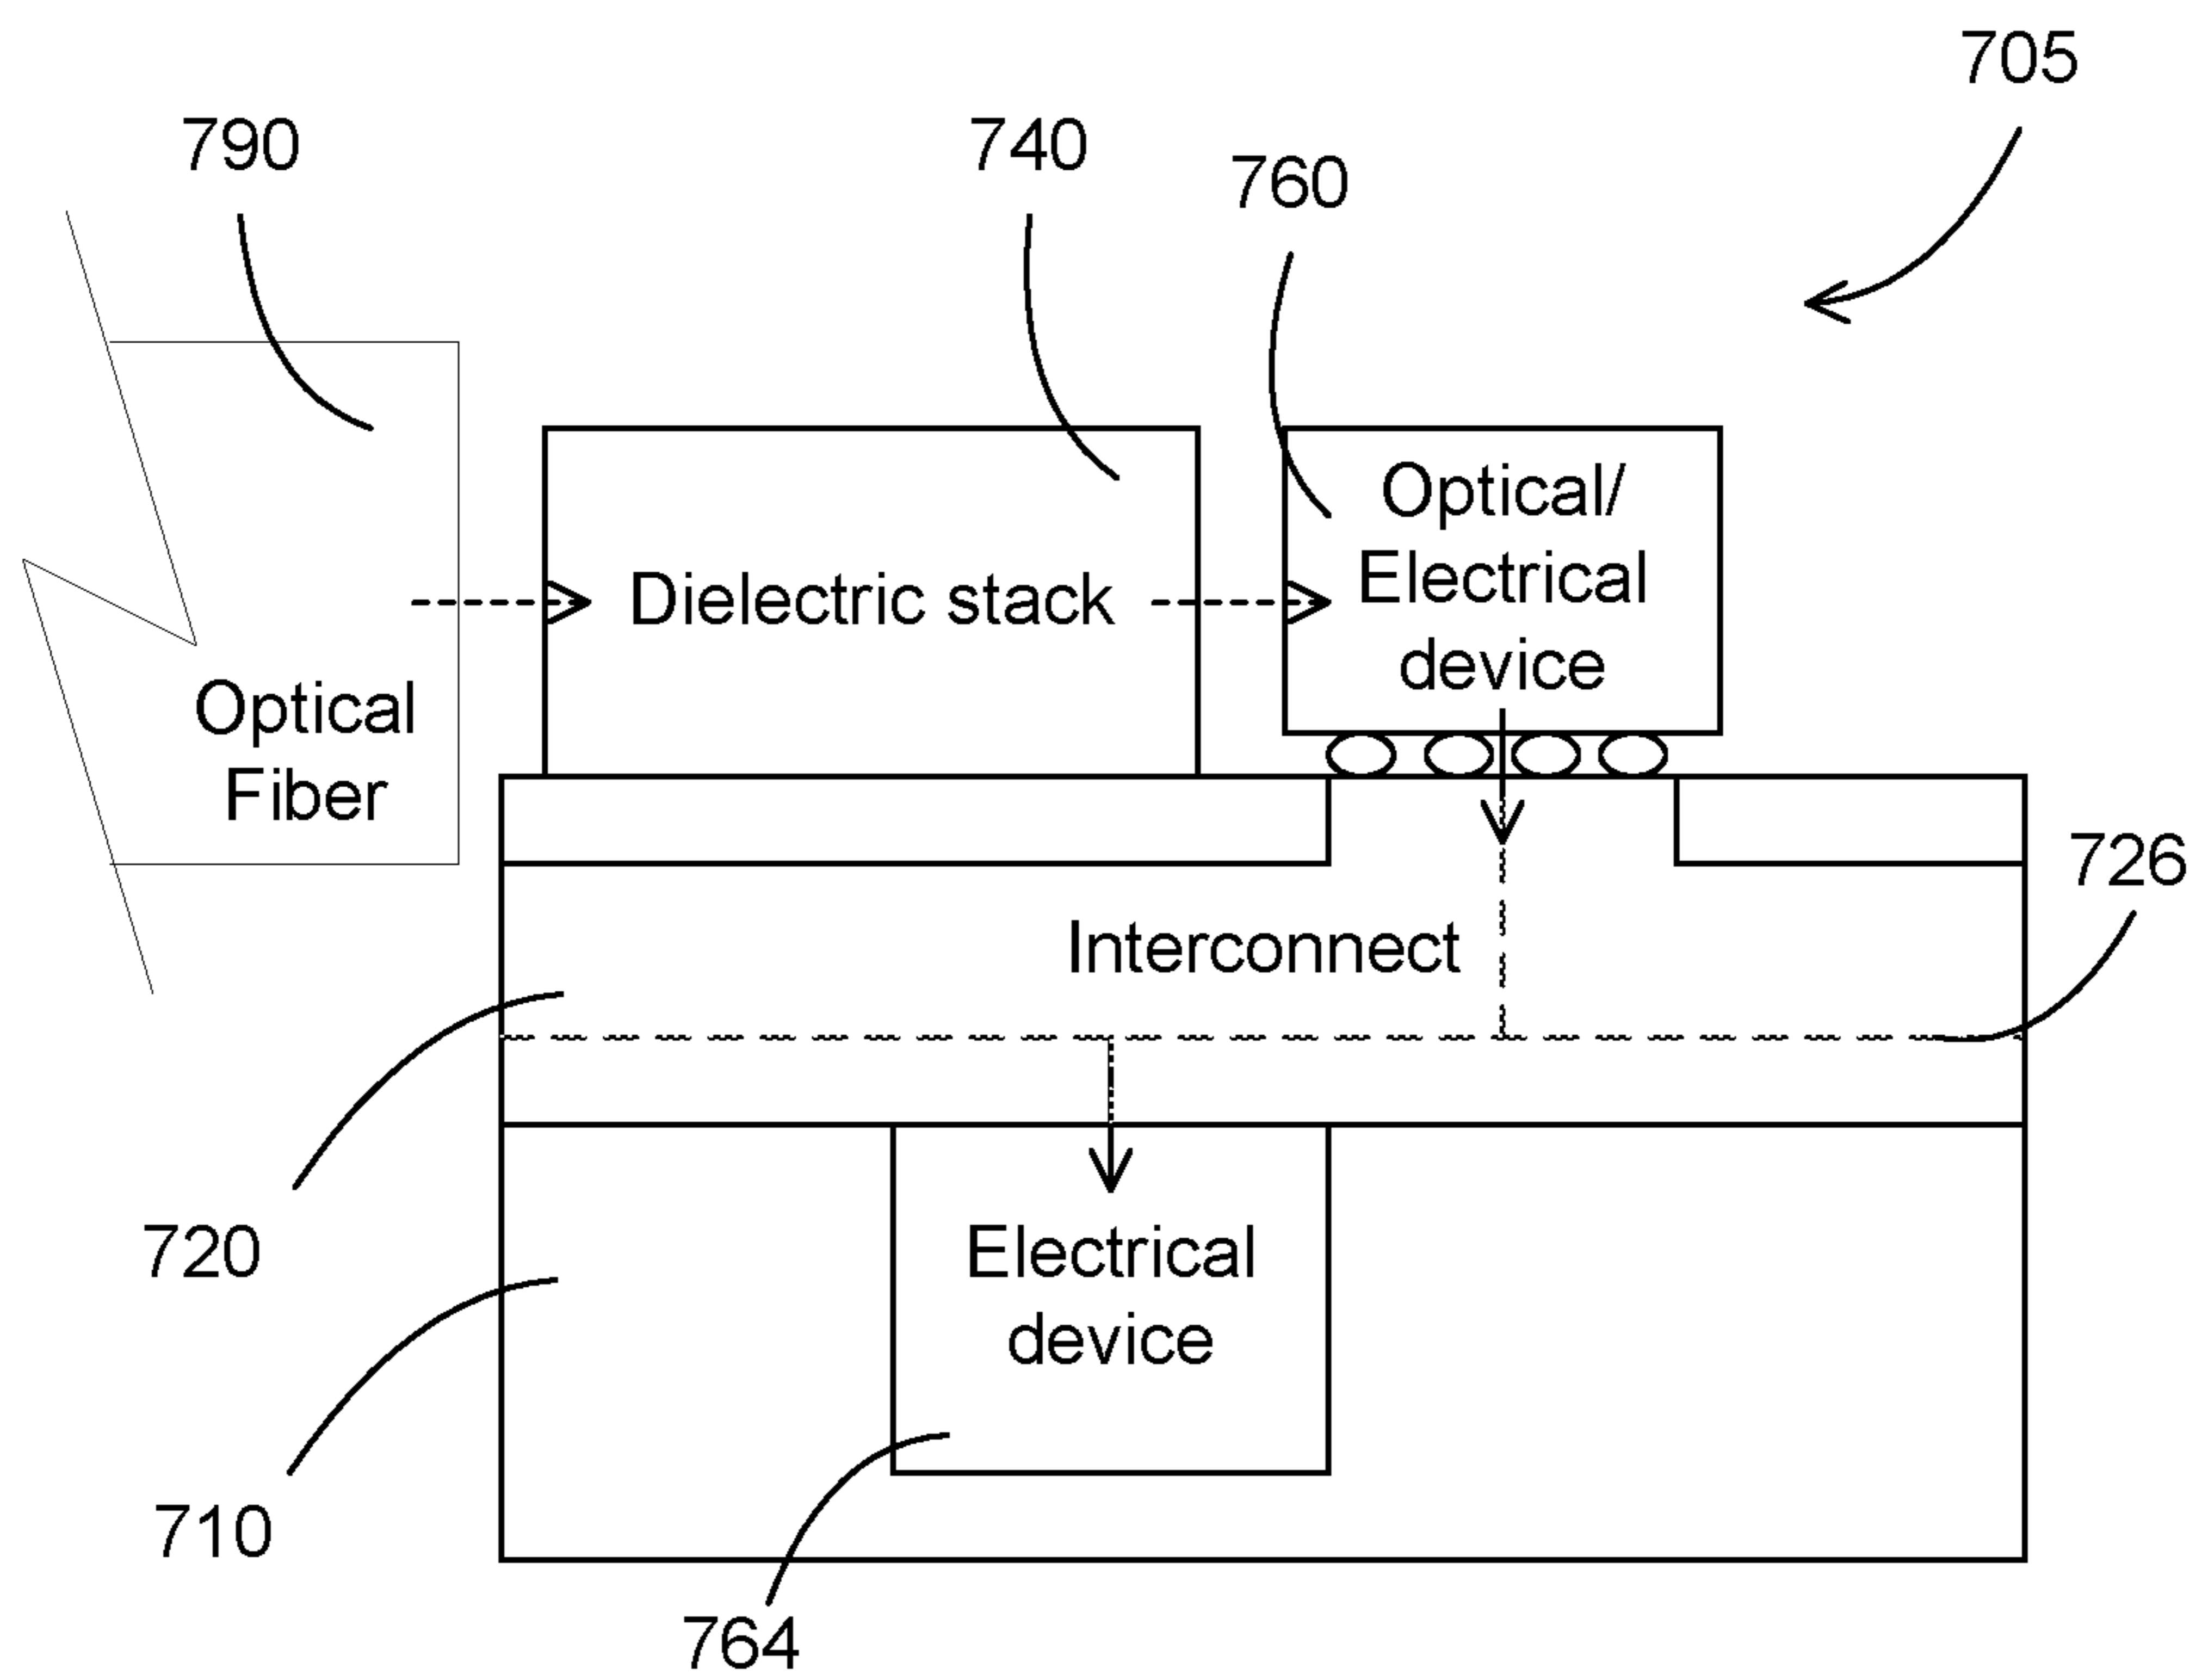 705
790
740
760
Optical/
Electrical
device
Dielectric stack
Optical
Fiber
726
Interconnect
720
Electrical
device
710
764